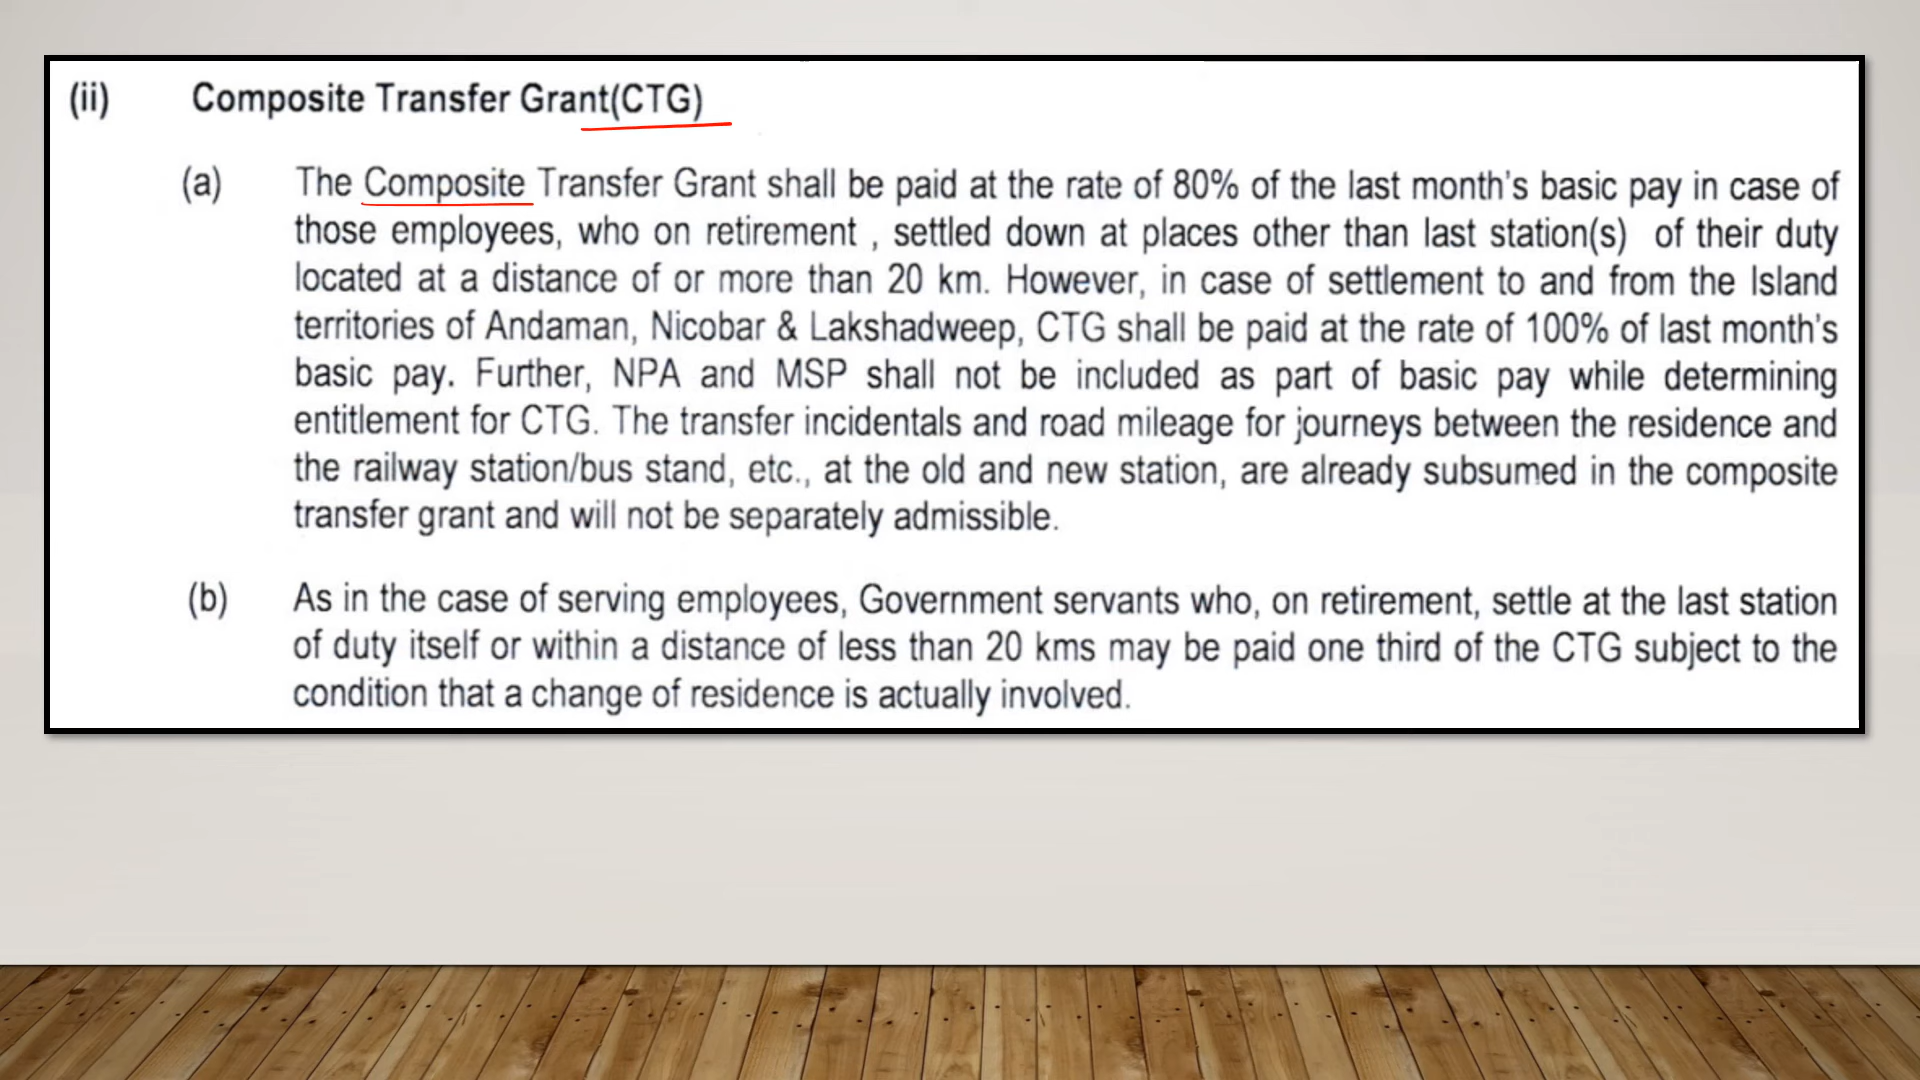 (ii) Composite Transfer Grant(CTG)
(a) The Composite Transfer Grant shall be paid at the rate of 80% of the last month's basic pay in case of
those employees, who on retirement , settled down at places other than last station(s) of their duty
located at a distance of or more than 20 km. However, in case of settlement to and from the Island
territories of Andaman, Nicobar & Lakshadweep, CTG shall be paid at the rate of 100% of last month's
basic pay. Further, NPA and MSP shall not be included as part of basic pay while determining
entitlement for CTG. The transfer incidentals and road mileage for journeys between the residence and
the railway station/bus stand, etc., at the old and new station, are already subsumed in the composite
transfer grant and will not be separately admissible.
(b) As in the case of serving employees, Government servants who, on retirement, settle at the last station
of duty itself or within a distance of less than 20 kms may be paid one third of the CTG subject to the
condition that a change of residence is actually involved.